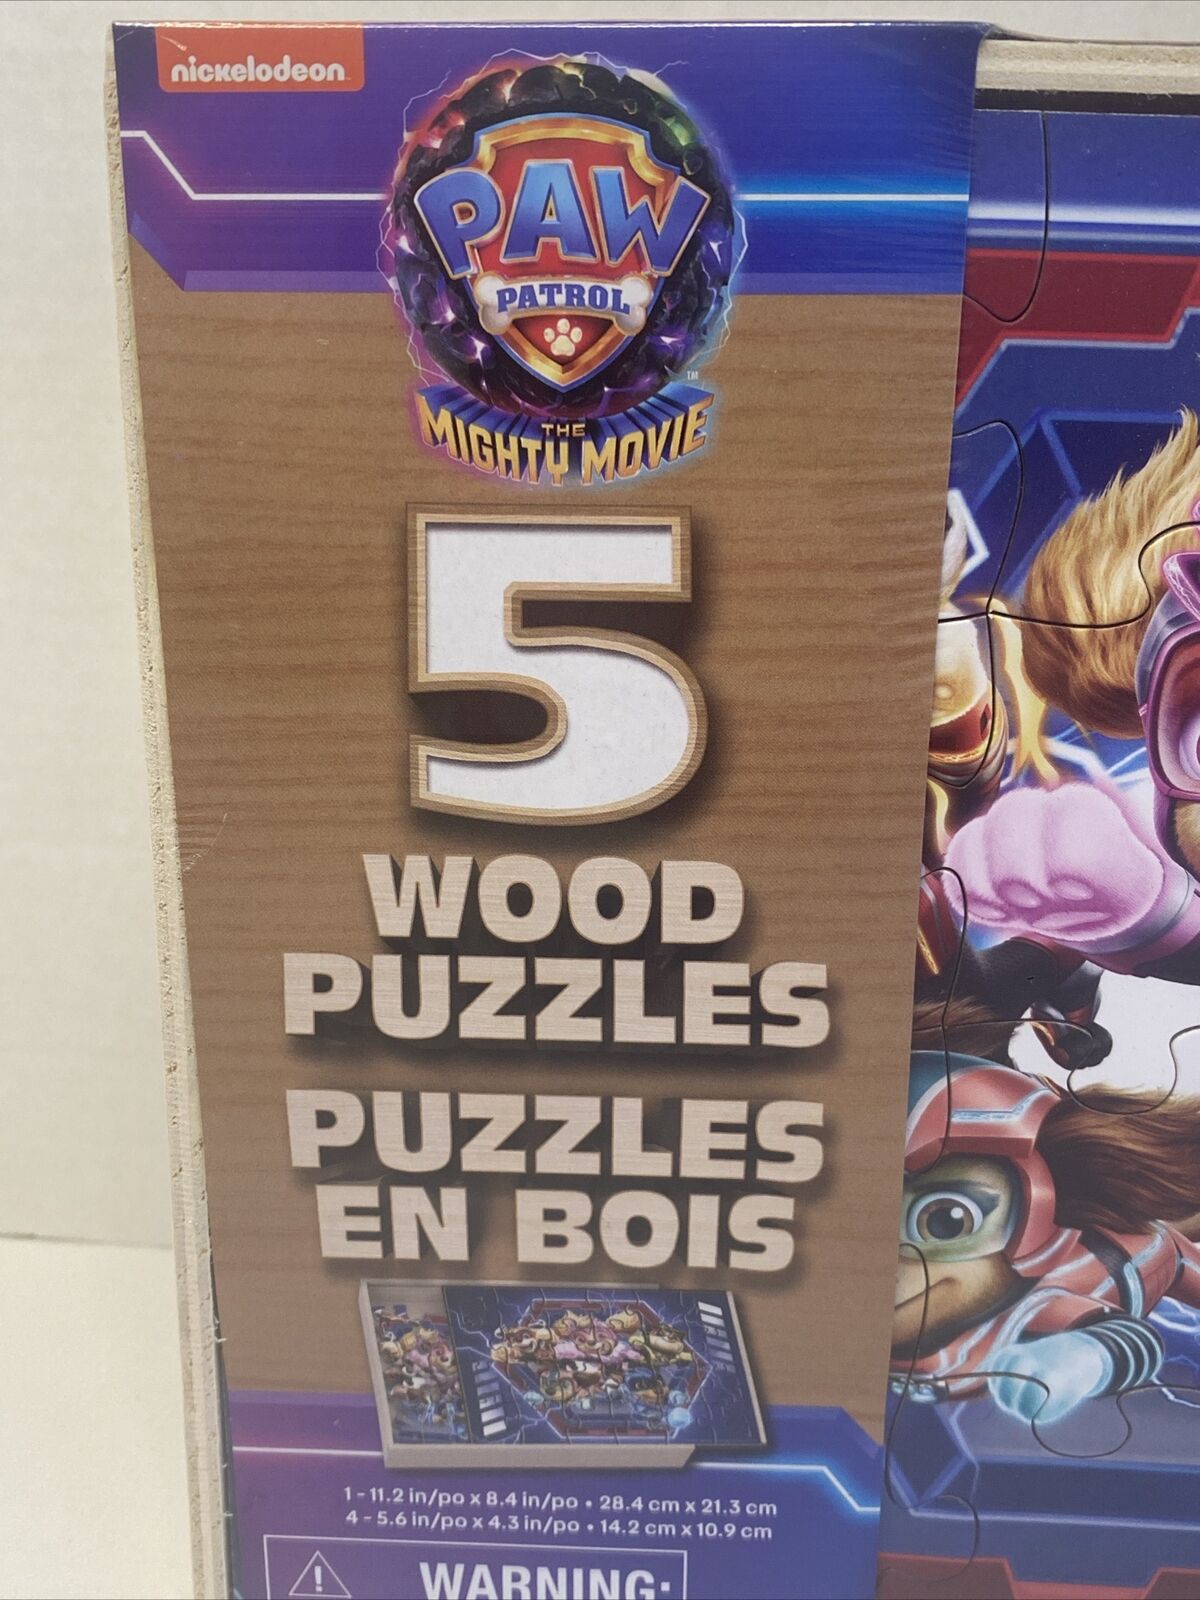 nickelodeon
PAW
PATROL
TM
THE
MIGHTY MOVIE
5
WOOD
PUZZLES
PUZZLES
EN BOIS
1 - 11.2 in/po x 8.4 in/po • 28.4 cm x 21.3 cm
4 - 5.6 in/po x 4.3 in/po • 14.2 cm x 10.9 cm
WARNING: